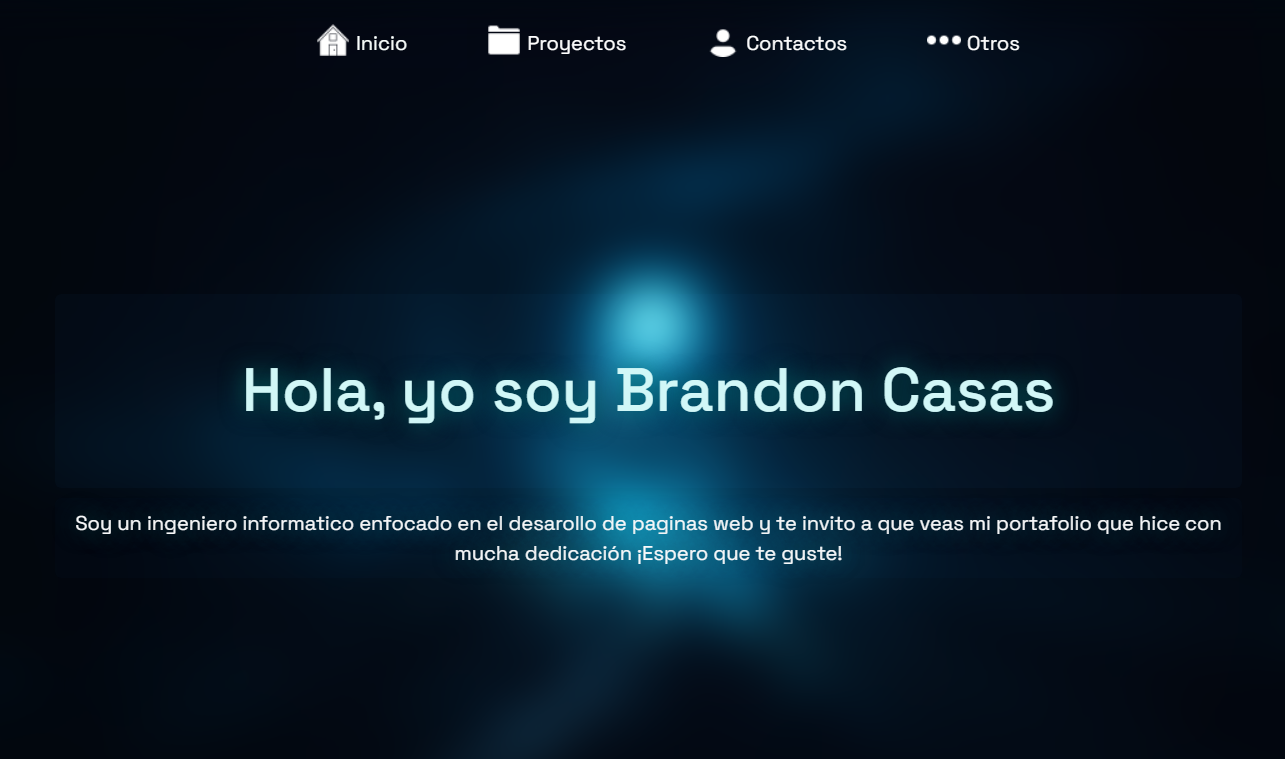 Inicio
Proyectos
Contactos
Otros
Hola, yo soy Brandon Casas
Soy un ingeniero informatico enfocado en el desarollo de paginas web y te invito a que veas mi portafolio que hice con
mucha dedicación ¡Espero que te guste!